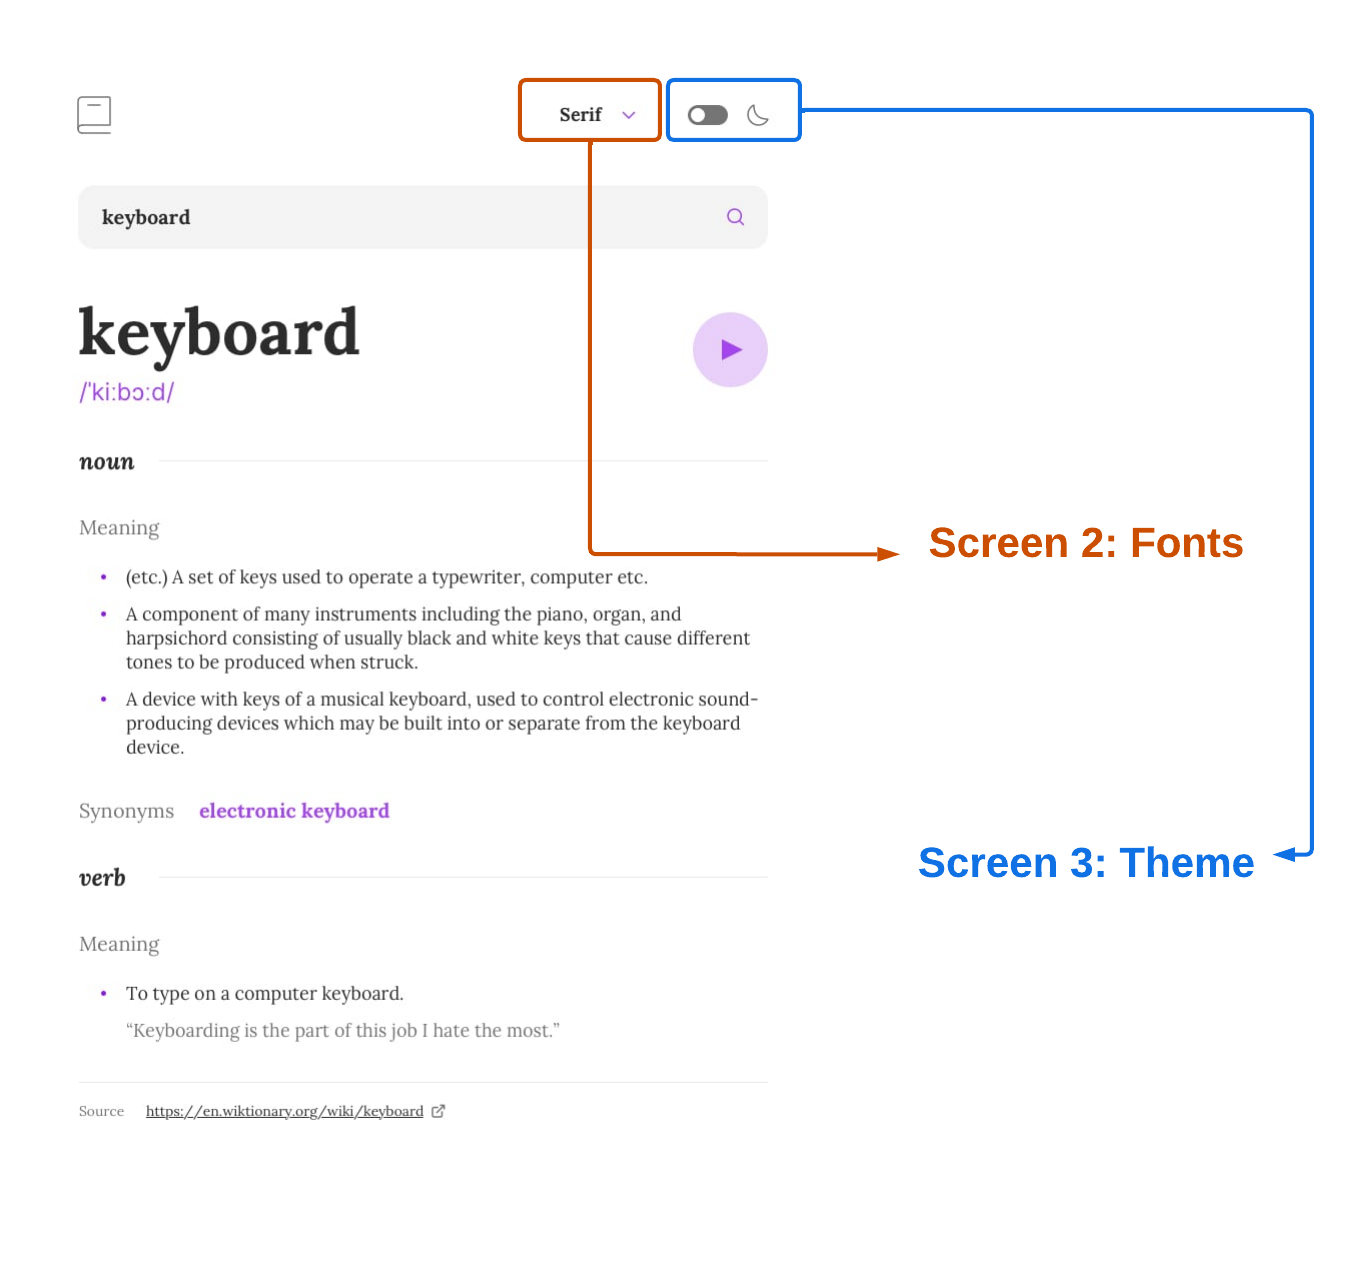 Serif
keyboard
keyboard
/ˈkiːbɔːd/
noun
Meaning
• (etc.) A set of keys used to operate a typewriter, computer etc.
• A component of many instruments including the piano, organ, and
harpsichord consisting of usually black and white keys that cause different
tones to be produced when struck.
• A device with keys of a musical keyboard, used to control electronic sound-
producing devices which may be built into or separate from the keyboard
device.
Synonyms electronic keyboard
verb
Meaning
• To type on a computer keyboard.
“Keyboarding is the part of this job I hate the most.”
Source https://en.wiktionary.org/wiki/keyboard
Screen 2: Fonts
Screen 3: Theme